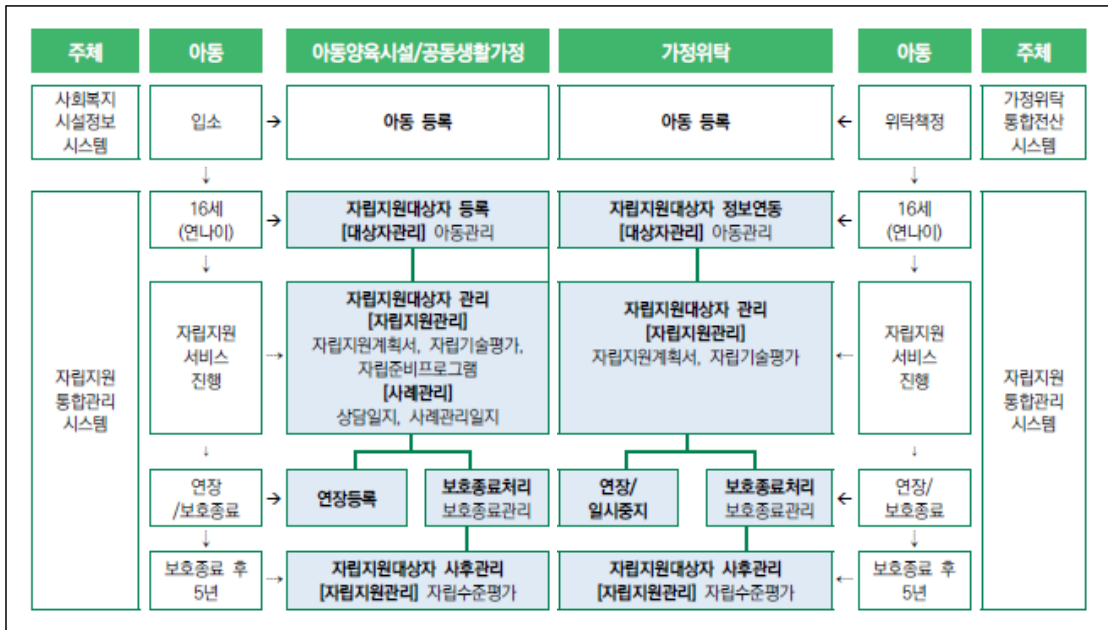 주체 아동 아동양육시설/공동생활가정 가정위탁 아동 주체
사회복지
시설정보
시스템
입소
→
아동 등록
아동 등록
←
위탁책정
가정위탁
통합전산
시스템
↓
↓
자립지원
통합관리
시스템
16세
(연나이)
→
자립지원대상자 등록
[대상자관리] 아동관리
자립지원대상자 정보연동
[대상자관리] 아동관리
←
16세
(연나이)
자립지원
통합관리
시스템
↓
↓
자립지원
서비스
진행
→
자립지원대상자 관리
[자립지원관리]
자립지원계획서, 자립기술평가,
자립준비프로그램
[사례관리]
상담일지, 사례관리일지
자립지원대상자 관리
[자립지원관리]
자립지원계획서, 자립기술평가
←
자립지원
서비스
진행
↓
↓
연장
/보호종료
→
연장등록
보호종료처리
보호종료관리
연장/
일사중지
보호종료처리
보호종료관리
←
연장/
보호종료
↓
↓
보호종료 후
5년
→
자립지원대상자 사후관리
[자립지원관리] 자립수준평가
자립지원대상자 사후관리
[자립지원관리] 자립수준평가
←
보호종료 후
5년